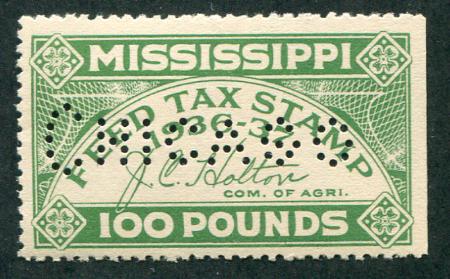 MISSISSIPPI
FEED TAX STAMP
1936-37
J.C. Holton
COM. OF AGRI.
100 POUNDS